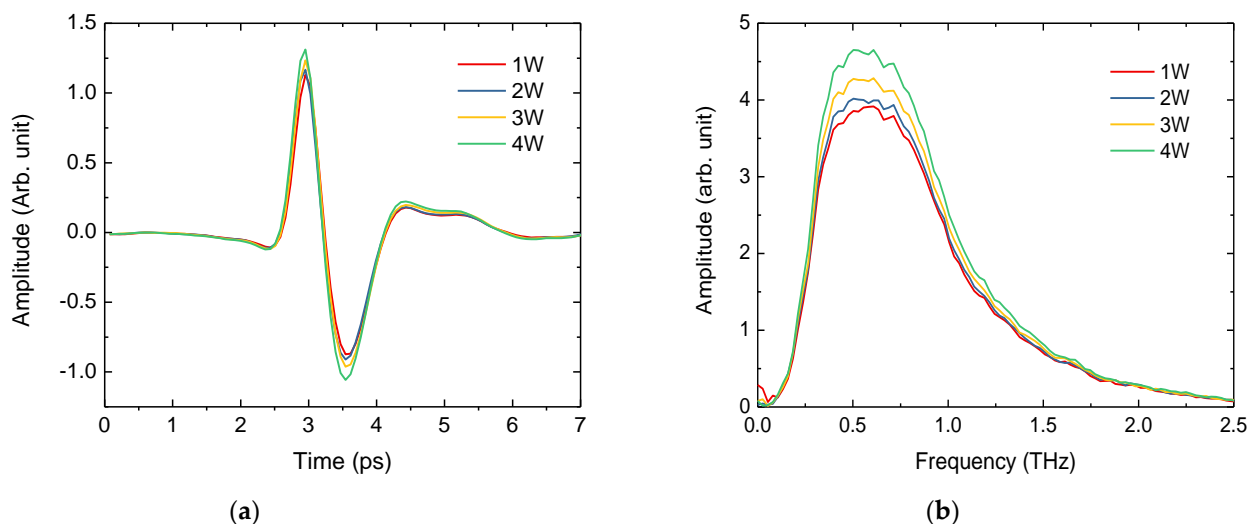 1.5
1.0
0.5
0.0
-0.5
-1.0
Amplitude (Arb. unit)
0 1 2 3 4 5 6 7
Time (ps)
1W
2W
3W
4W
(a)
5
4
3
2
1
0
Amplitude (arb. unit)
0.0 0.5 1.0 1.5 2.0 2.5
Frequency (THz)
1W
2W
3W
4W
(b)